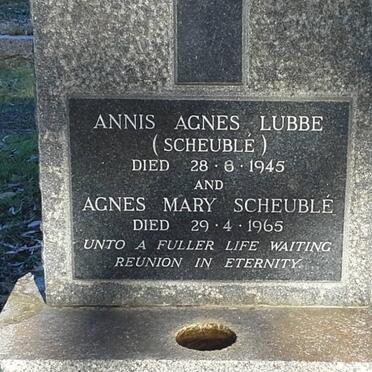 ANNIS AGNES LUBBE
(SCHEUBLÉ)
DIED 28·6·1945
AND
AGNES MARY SCHEUBLÉ
DIED 29·4·1965
UNTO A FULLER LIFE WAITING
REUNION IN ETERNITY.